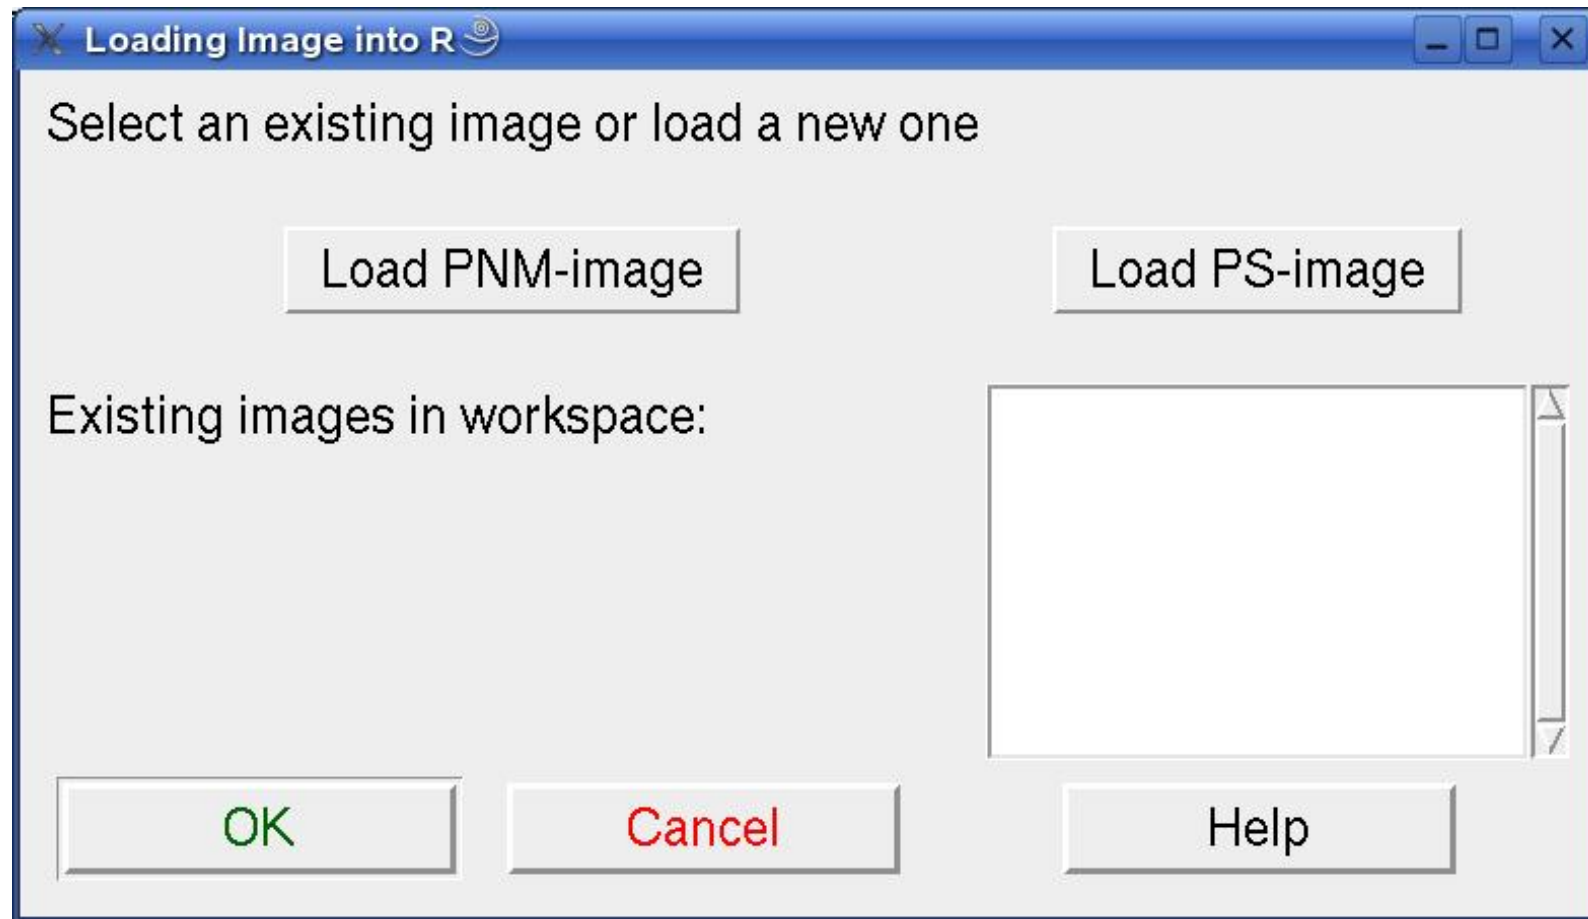 Loading Image into R
Select an existing image or load a new one
Load PNM-image
Load PS-image
Existing images in workspace:
OK
Cancel
Help